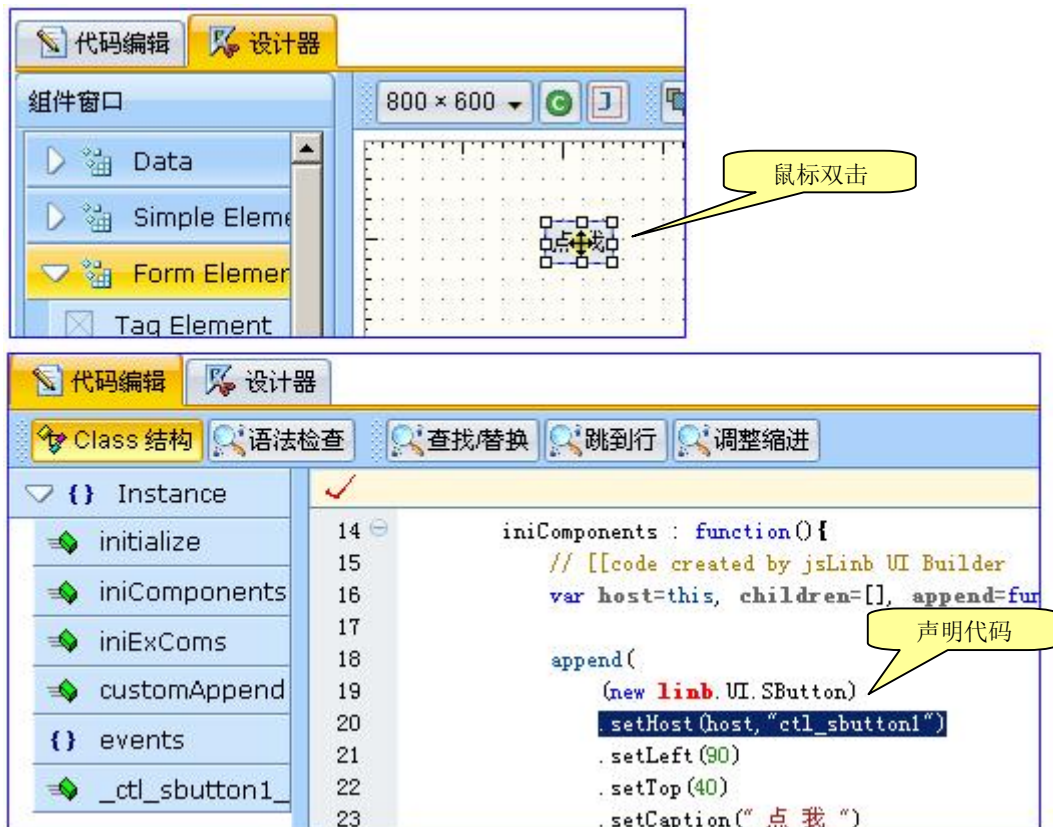 代码编辑 设计器
组件窗口
800 × 600
C J
Data
鼠标双击
Simple Eleme
点 我
Form Elemen
Tag Element
代码编辑 设计器
Class 结构 语法检查 查找/替换 跳到行 调整缩进
{} Instance
initialize
iniComponents
iniExComs
customAppend
{} events
_ctl_sbutton1_
14 iniComponents : function(){
15 // [[code created by jsLinb UI Builder
16 var host=this, children=[], append=fun
17
声明代码
18 append(
19 (new linb.UI.SButton)
20 .setHost(host,"ctl_sbutton1")
21 .setLeft(90)
22 .setTop(40)
23 .setCaption(" 点 我 ")